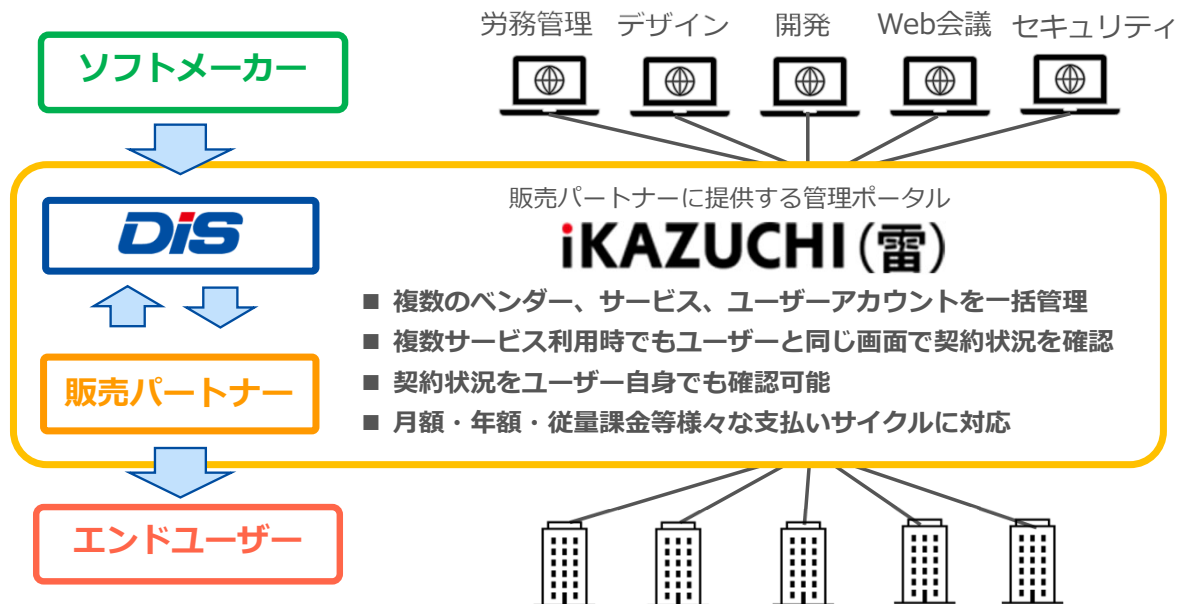 労務管理 デザイン 開発 Web会議 セキュリティ
ソフトメーカー
DiS
販売パートナー
エンドユーザー
販売パートナーに提供する管理ポータル
iKAZUCHI(雷)
■ 複数のベンダー、サービス、ユーザーアカウントを一括管理
■ 複数サービス利用時でもユーザーと同じ画面で契約状況を確認
■ 契約状況をユーザー自身でも確認可能
■ 月額・年額・従量課金等様々な支払いサイクルに対応